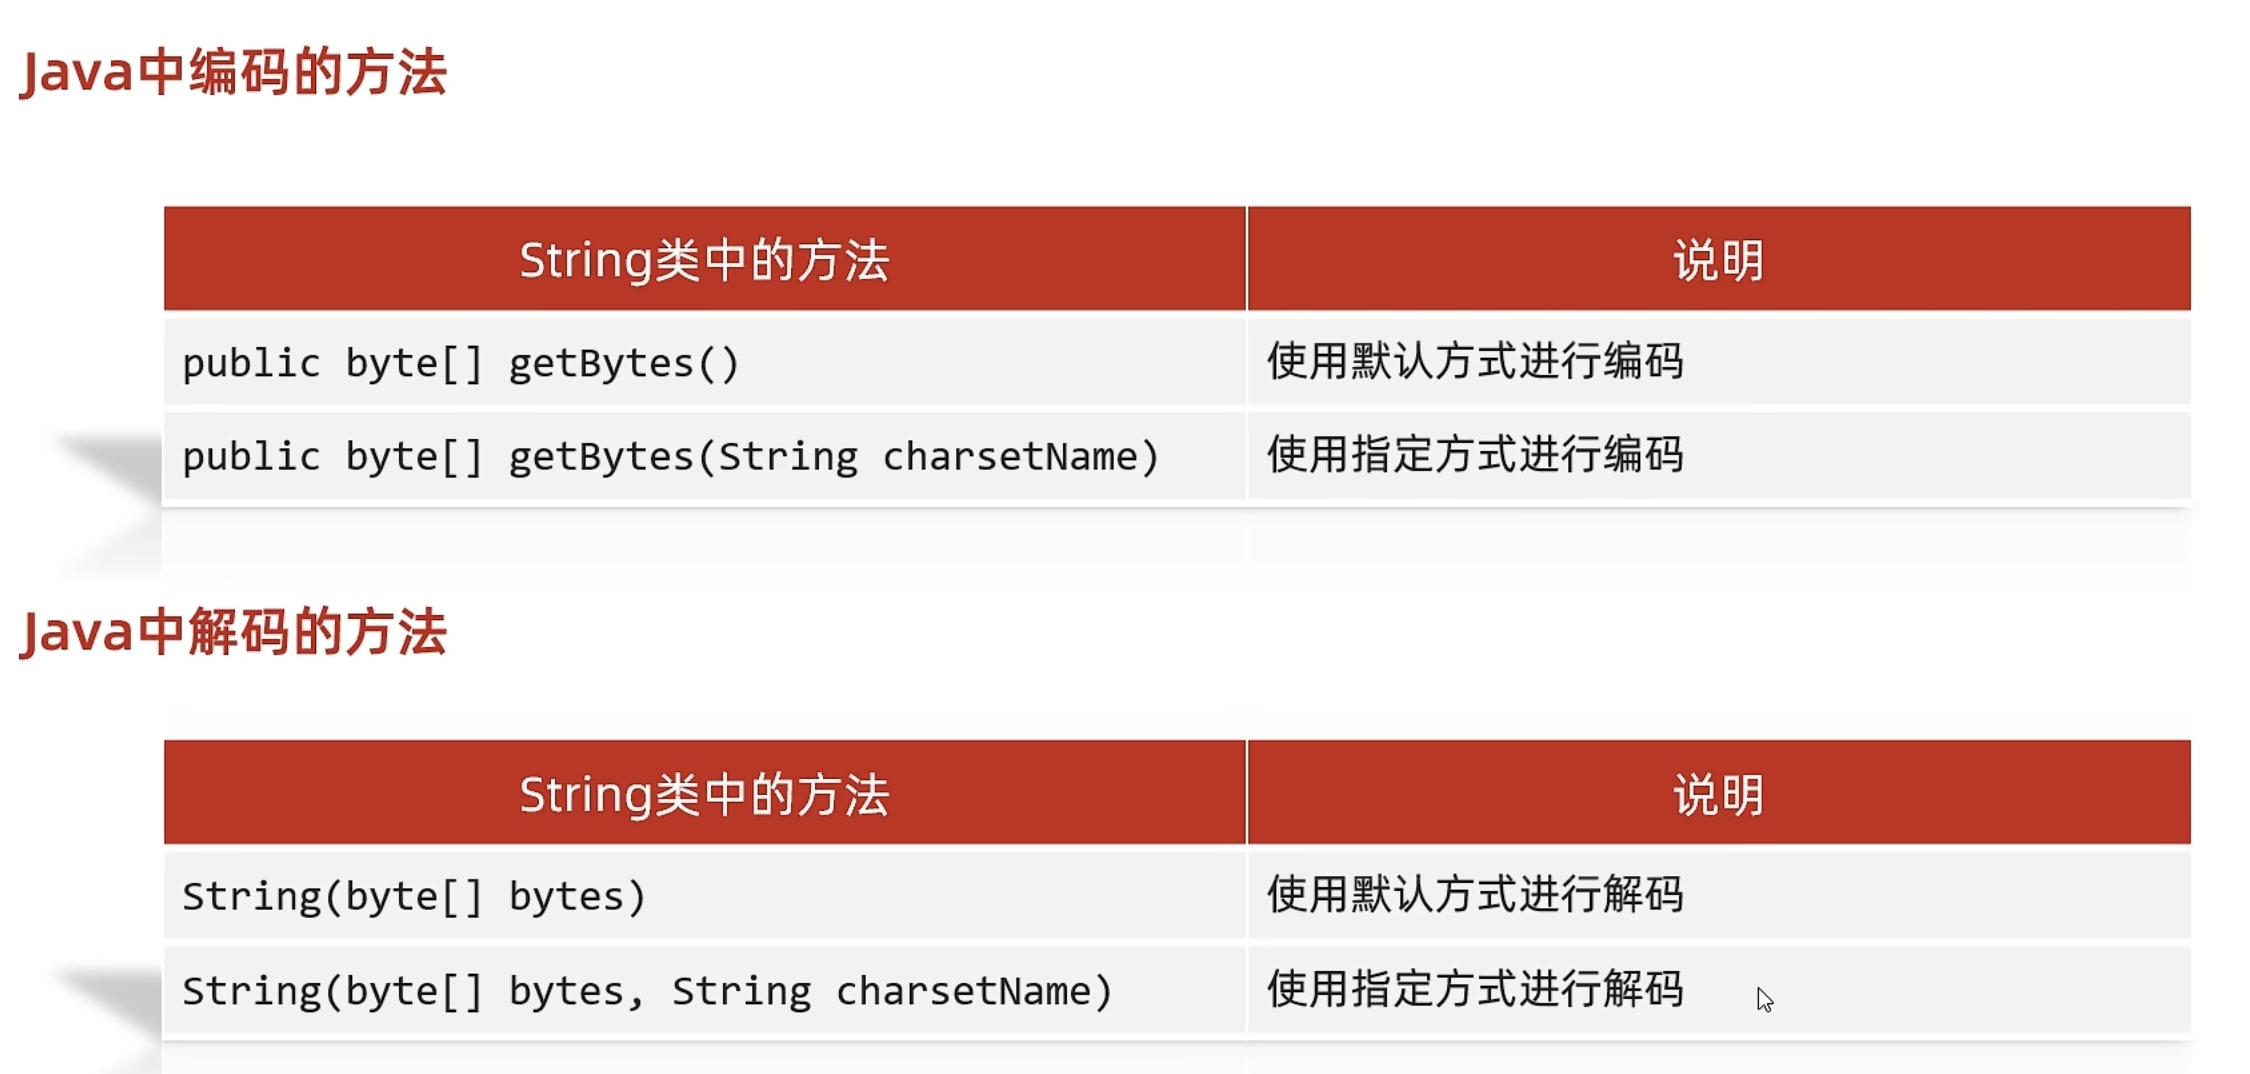 Java中编码的方法
String类中的方法 说明
public byte[] getBytes() 使用默认方式进行编码
public byte[] getBytes(String charsetName) 使用指定方式进行编码
Java中解码的方法
String类中的方法 说明
String(byte[] bytes) 使用默认方式进行解码
String(byte[] bytes, String charsetName) 使用指定方式进行解码